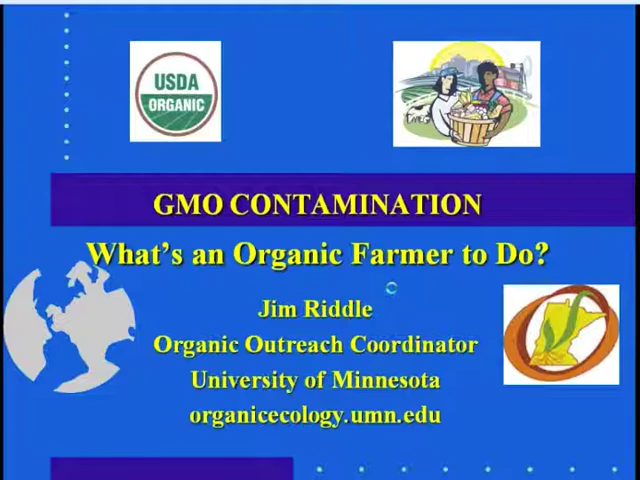 USDA
ORGANIC
GMO CONTAMINATION
What's an Organic Farmer to Do?
Jim Riddle
Organic Outreach Coordinator
University of Minnesota
organicecology.umn.edu